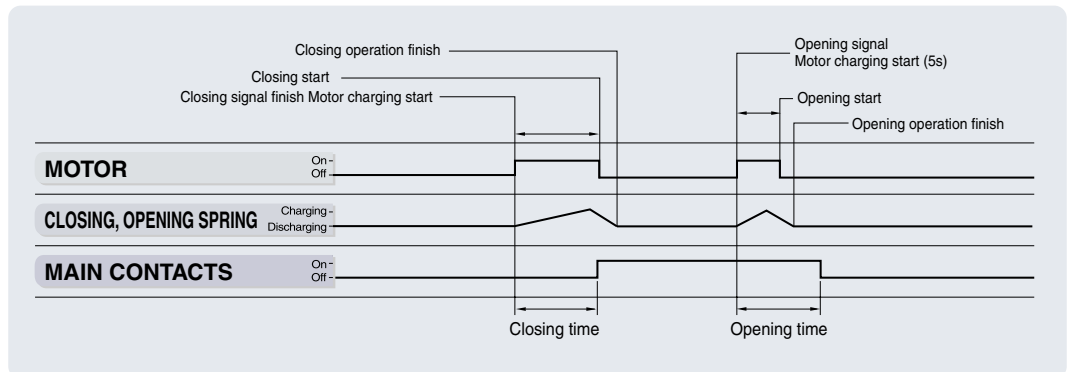 Closing operation finish
Closing start
Closing signal finish Motor charging start
Opening signal
Motor charging start (5s)
Opening start
Opening operation finish
MOTOR
On
Off
CLOSING, OPENING SPRING
Charging
Discharging
MAIN CONTACTS
On
Off
Closing time
Opening time